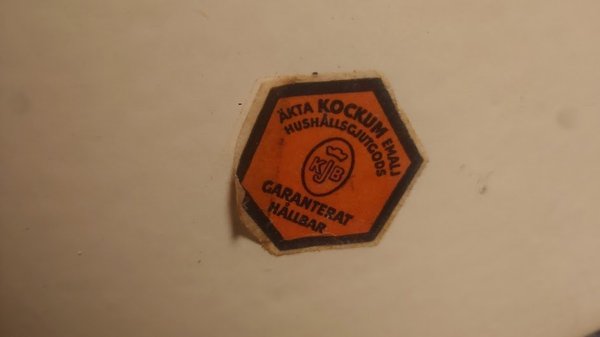 ÄKTA KOCKUM EMALJ
HUSHÅLLSGJUTGODS
KJB
GARANTERAT
HÅLLBAR